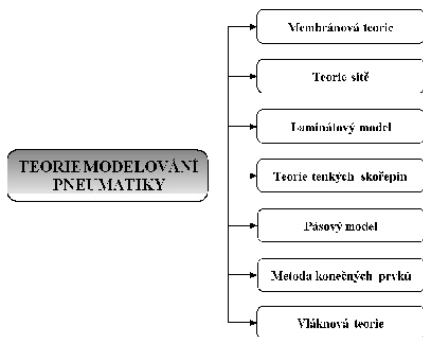 TEORIE MODELOVÁNÍ
PNEUMATIKY
Membránová teorie
Teorie sítě
Laminátový model
Teorie tenkých skořepin
Pásový model
Metoda konečných prvků
Vláknová teorie